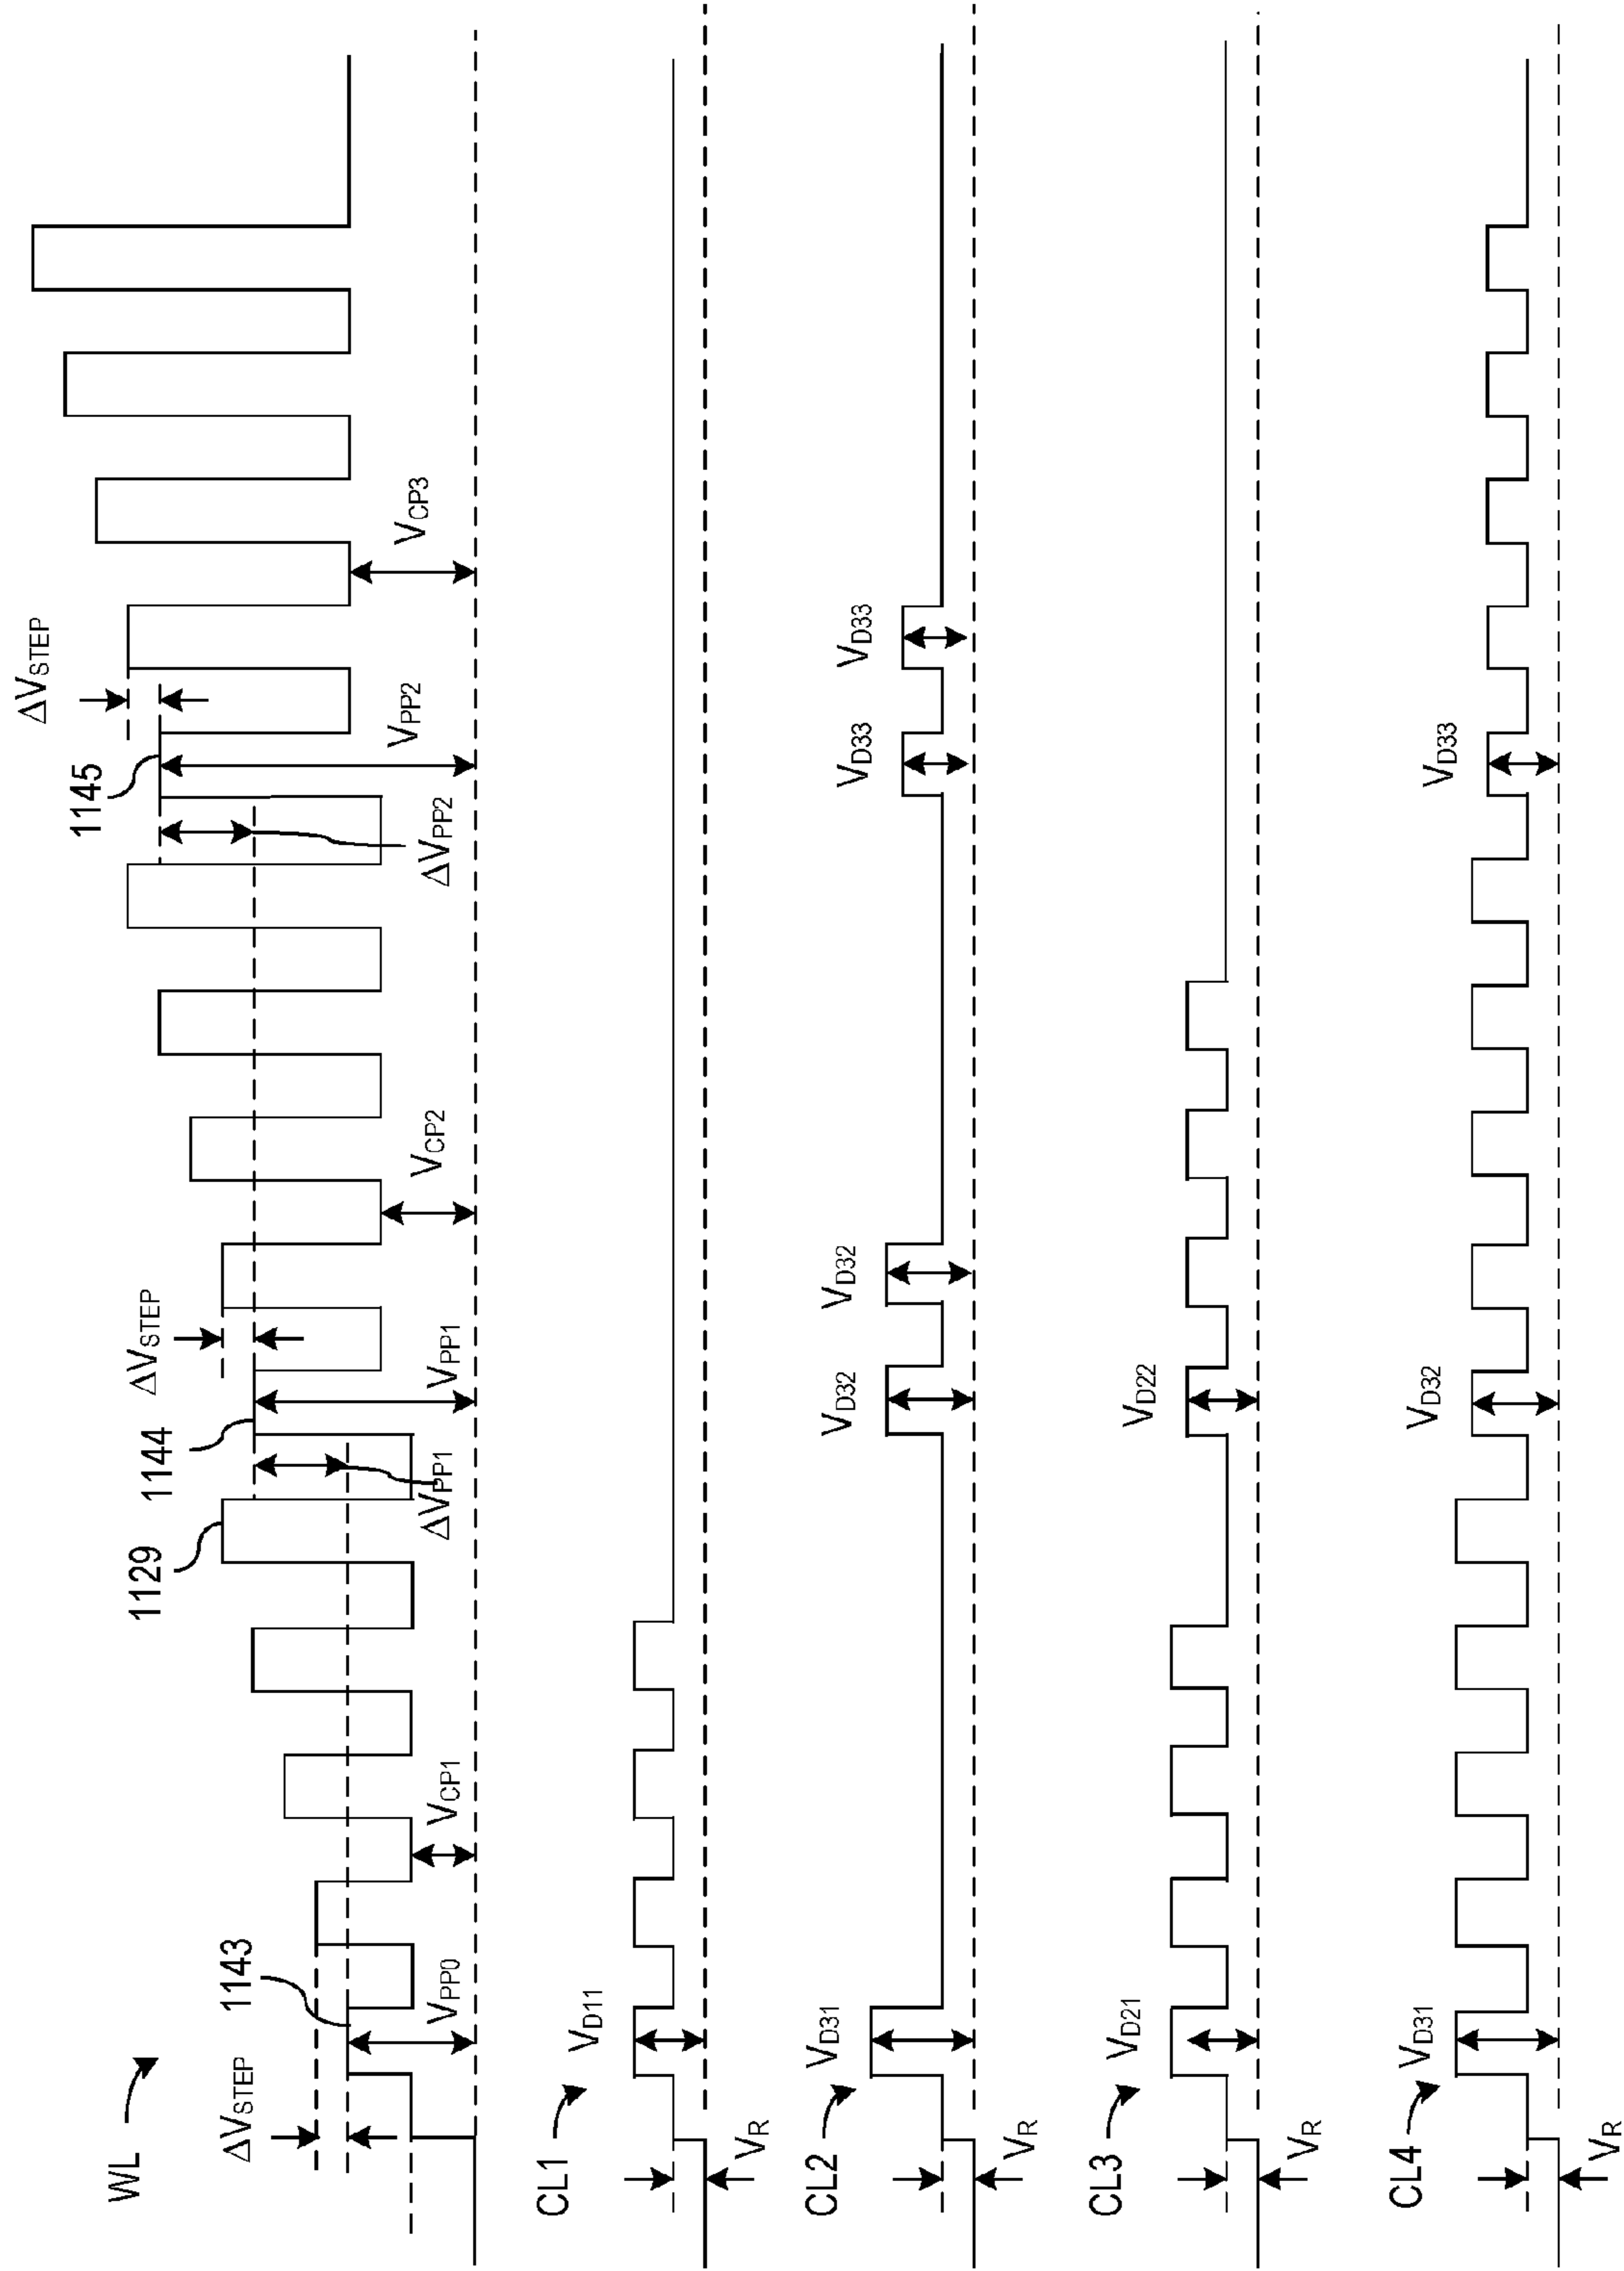 WL
ΔVSTEP
1143
VPP0
VCP1
1129
ΔVPP1
1144
VPP1
ΔVSTEP
VCP2
ΔVPP2
1145
VPP2
ΔVSTEP
VCP3
CL1
VR
VD11
CL2
VR
VD31
VD32
VD32
VD33
VD33
CL3
VR
VD21
VD22
CL4
VR
VD31
VD32
VD33